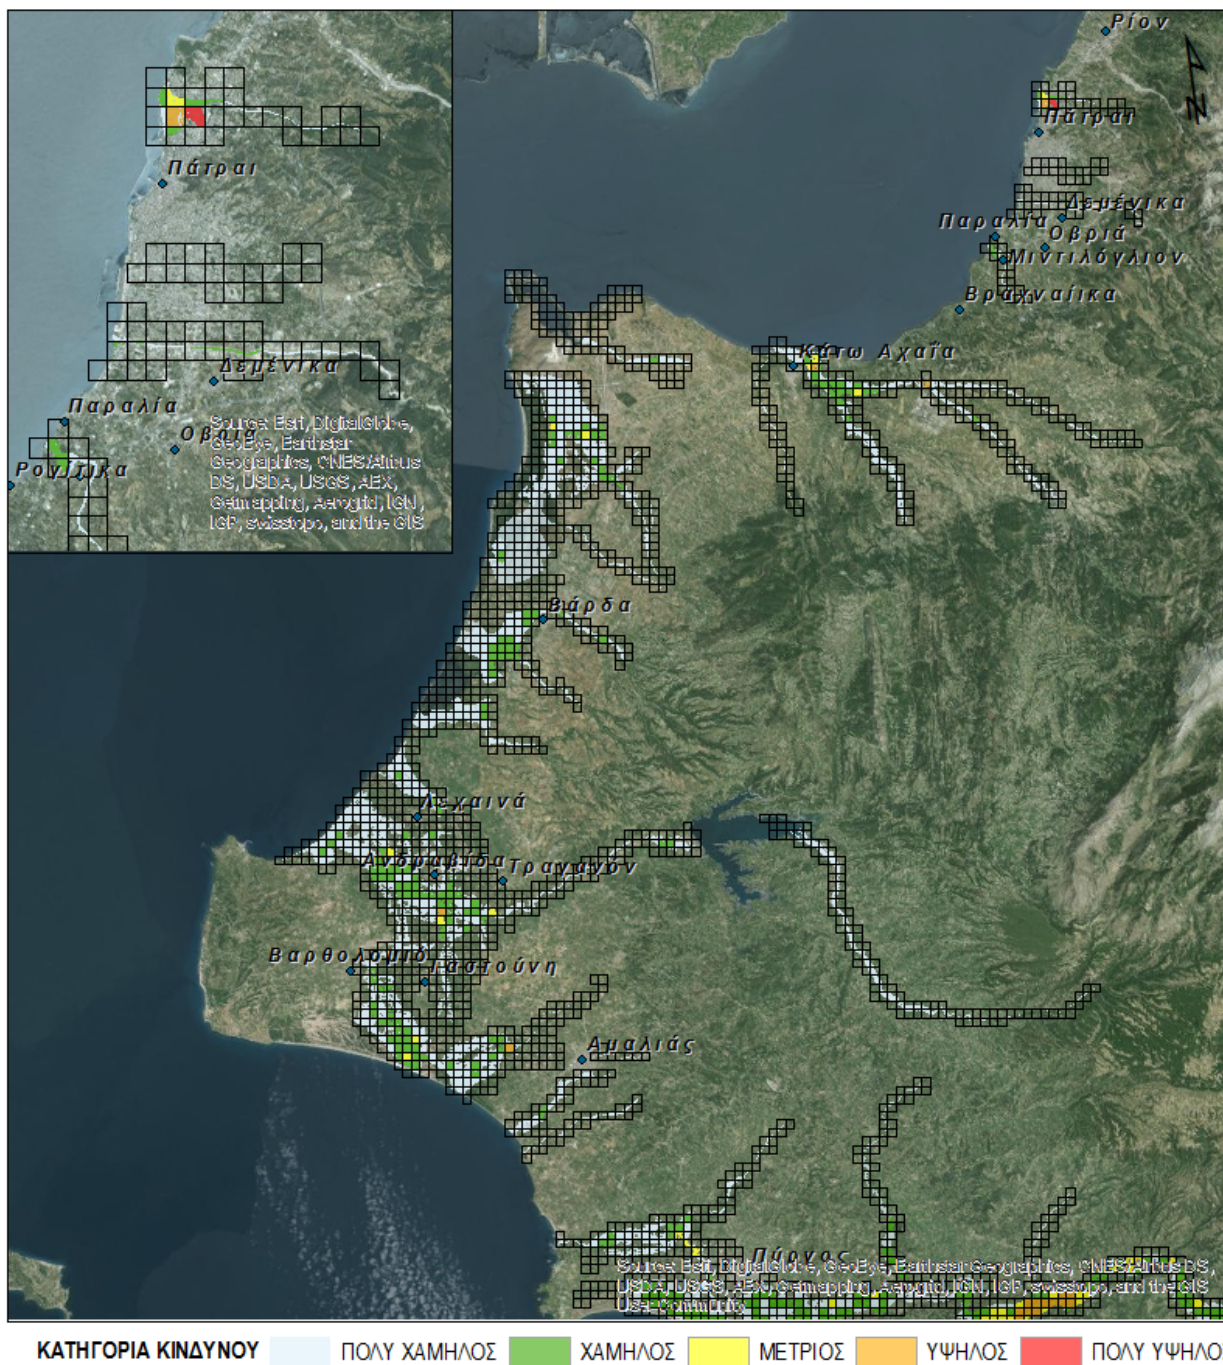 Πάτραι
Δεμένικα
Παραλία
Οβριά
Ρογίτικα
Source: Esri, DigitalGlobe,
GeoEye, Earthstar
Geographics, CNES/Airbus
DS, USDA, USGS, AEX,
Getmapping, Aerogrid, IGN,
IGP, swisstopo, and the GIS
Ρίον
N
Πάτραι
Δεμένικα
Παραλία
Οβριά
Μιντιλόγλιον
Βραχναίικα
Κάτω Αχαΐα
Βάρδα
Λεχαινά
Ανδραβίδα
Τραγανόν
Βαρθολομιό
Γαστούνη
Αμαλιάς
Πύργος
Source: Esri, DigitalGlobe, GeoEye, Earthstar Geographics, CNES/Airbus DS,
USDA, USGS, AEX, Getmapping, Aerogrid, IGN, IGP, swisstopo, and the GIS
User Community
ΚΑΤΗΓΟΡΙΑ ΚΙΝΔΥΝΟΥ ΠΟΛΥ ΧΑΜΗΛΟΣ ΧΑΜΗΛΟΣ ΜΕΤΡΙΟΣ ΥΨΗΛΟΣ ΠΟΛΥ ΥΨΗΛΟ